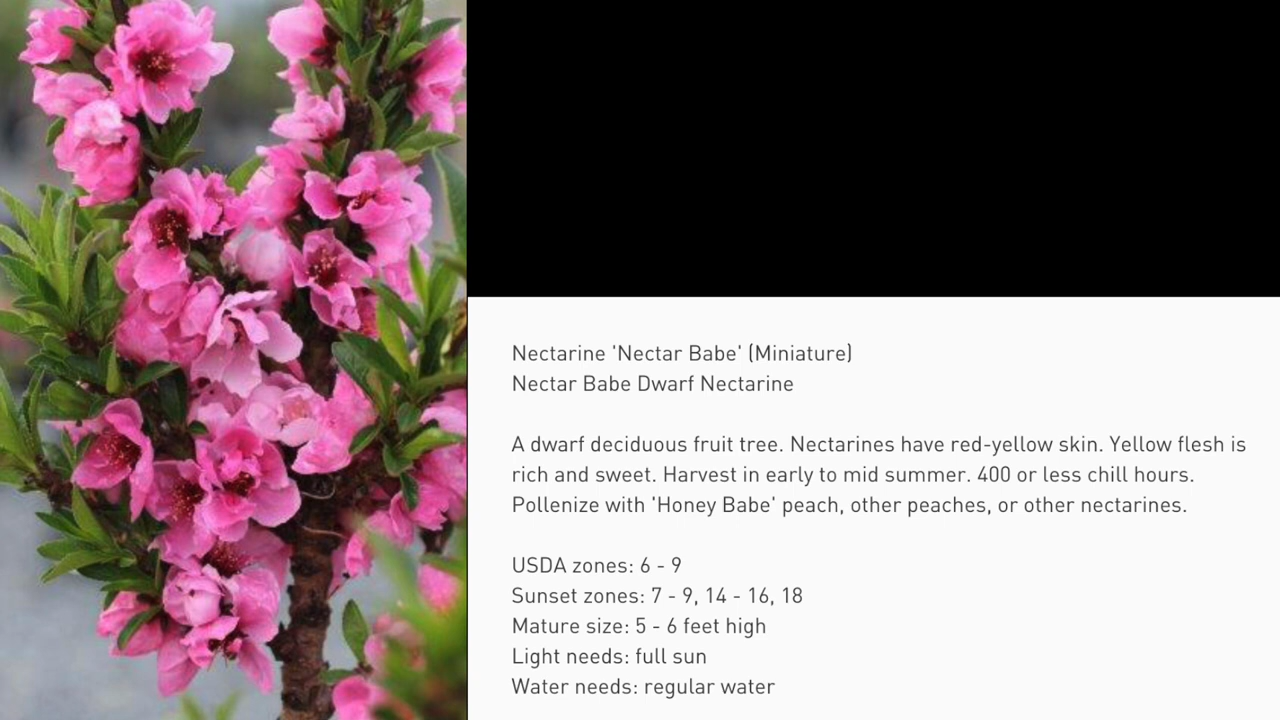 Nectarine 'Nectar Babe' (Miniature)
Nectar Babe Dwarf Nectarine
A dwarf deciduous fruit tree. Nectarines have red-yellow skin. Yellow flesh is
rich and sweet. Harvest in early to mid summer. 400 or less chill hours.
Pollenize with 'Honey Babe' peach, other peaches, or other nectarines.
USDA zones: 6 - 9
Sunset zones: 7 - 9, 14 - 16, 18
Mature size: 5 - 6 feet high
Light needs: full sun
Water needs: regular water